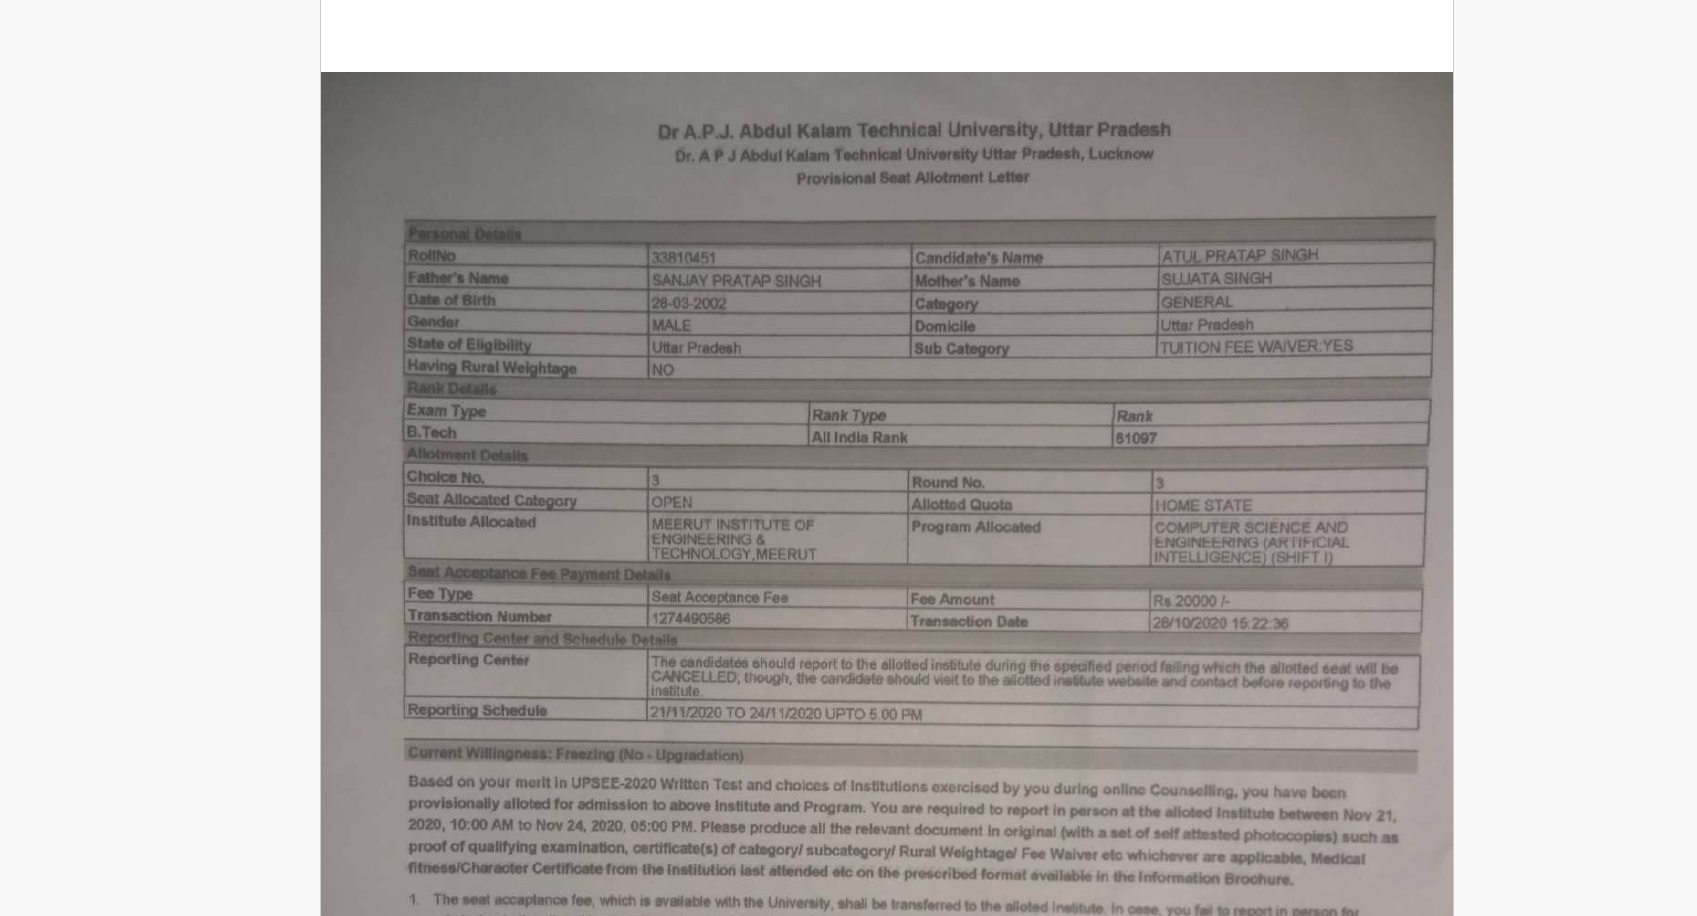 Dr A.P.J. Abdul Kalam Technical University, Uttar Pradesh
Dr. A P J Abdul Kalam Technical University Uttar Pradesh, Lucknow
Provisional Seat Allotment Letter
Personal Details
RollNo 33810451 Candidate's Name ATUL PRATAP SINGH
Father's Name SANJAY PRATAP SINGH Mother's Name SUJATA SINGH
Date of Birth 28-03-2002 Category GENERAL
Gender MALE Domicile Uttar Pradesh
State of Eligibility Uttar Pradesh Sub Category TUITION FEE WAIVER:YES
Having Rural Weightage NO
Rank Details
Exam Type Rank Type Rank
B.Tech All India Rank 81097
Allotment Details
Choice No. 3 Round No. 3
Seat Allocated Category OPEN Allotted Quota HOME STATE
Institute Allocated MEERUT INSTITUTE OF Program Allocated COMPUTER SCIENCE AND
ENGINEERING & ENGINEERING (ARTIFICIAL
TECHNOLOGY,MEERUT INTELLIGENCE) (SHIFT I)
Seat Acceptance Fee Payment Details
Fee Type Seat Acceptance Fee Fee Amount Rs.20000 /-
Transaction Number 1274490586 Transaction Date 28/10/2020 15:22:36
Reporting Center and Schedule Details
Reporting Center The candidates should report to the allotted institute during the specified period failing which the allotted seat will be
CANCELLED; though, the candidate should visit to the allotted institute website and contact before reporting to the
institute.
Reporting Schedule 21/11/2020 TO 24/11/2020 UPTO 5.00 PM
Current Willingness: Freezing (No - Upgradation)
Based on your merit in UPSEE-2020 Written Test and choices of Institutions exercised by you during online Counselling, you have been
provisionally alloted for admission to above Institute and Program. You are required to report in person at the alloted Institute between Nov 21,
2020, 10:00 AM to Nov 24, 2020, 05:00 PM. Please produce all the relevant document in original (with a set of self attested photocopies) such as
proof of qualifying examination, certificate(s) of category/ subcategory/ Rural Weightage/ Fee Waiver etc whichever are applicable, Medical
fitness/Character Certificate from the Institution last attended etc on the prescribed format available in the Information Brochure.
1. The seat accaptance fee, which is available with the University, shall be transferred to the alloted Institute. In case, you fail to report in person for